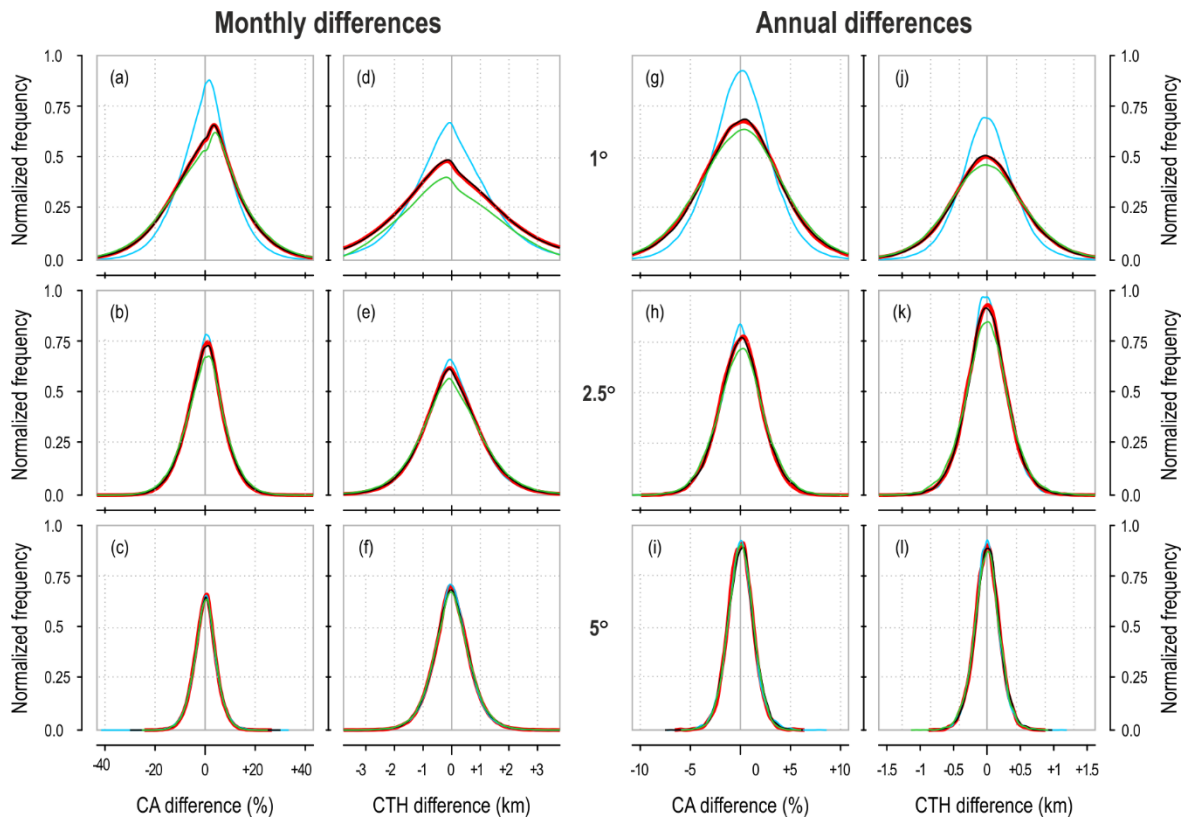 Monthly differences Annual differences
Normalized frequency 1.0 0.75 0.5 0.25 0.0 (a) (d) 1° (g) (j) 1.0 0.75 0.5 0.25 0.0 Normalized frequency
Normalized frequency 1.0 0.75 0.5 0.25 0.0 (b) (e) 2.5° (h) (k) 1.0 0.75 0.5 0.25 0.0 Normalized frequency
Normalized frequency 1.0 0.75 0.5 0.25 0.0 (c) (f) 5° (i) (l) 1.0 0.75 0.5 0.25 0.0 Normalized frequency
-40 -20 0 +20 +40 -3 -2 -1 0 +1 +2 +3 -10 -5 0 +5 +10 -1.5 -1 -0.5 0 +0.5 +1 +1.5
CA difference (%) CTH difference (km) CA difference (%) CTH difference (km)